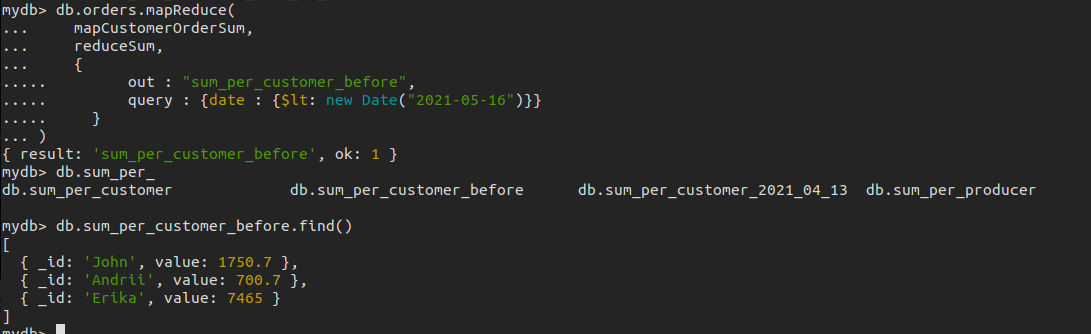 mydb> db.orders.mapReduce(
...     mapCustomerOrderSum,
...     reduceSum,
...     {
.....         out : "sum_per_customer_before",
.....         query : {date : {$lt: new Date("2021-05-16")}}
.....     }
... )
{ result: 'sum_per_customer_before', ok: 1 }
mydb> db.sum_per_
db.sum_per_customer             db.sum_per_customer_before      db.sum_per_customer_2021_04_13  db.sum_per_producer
mydb> db.sum_per_customer_before.find()
[
  { _id: 'John', value: 1750.7 },
  { _id: 'Andrii', value: 700.7 },
  { _id: 'Erika', value: 7465 }
]
mydb>